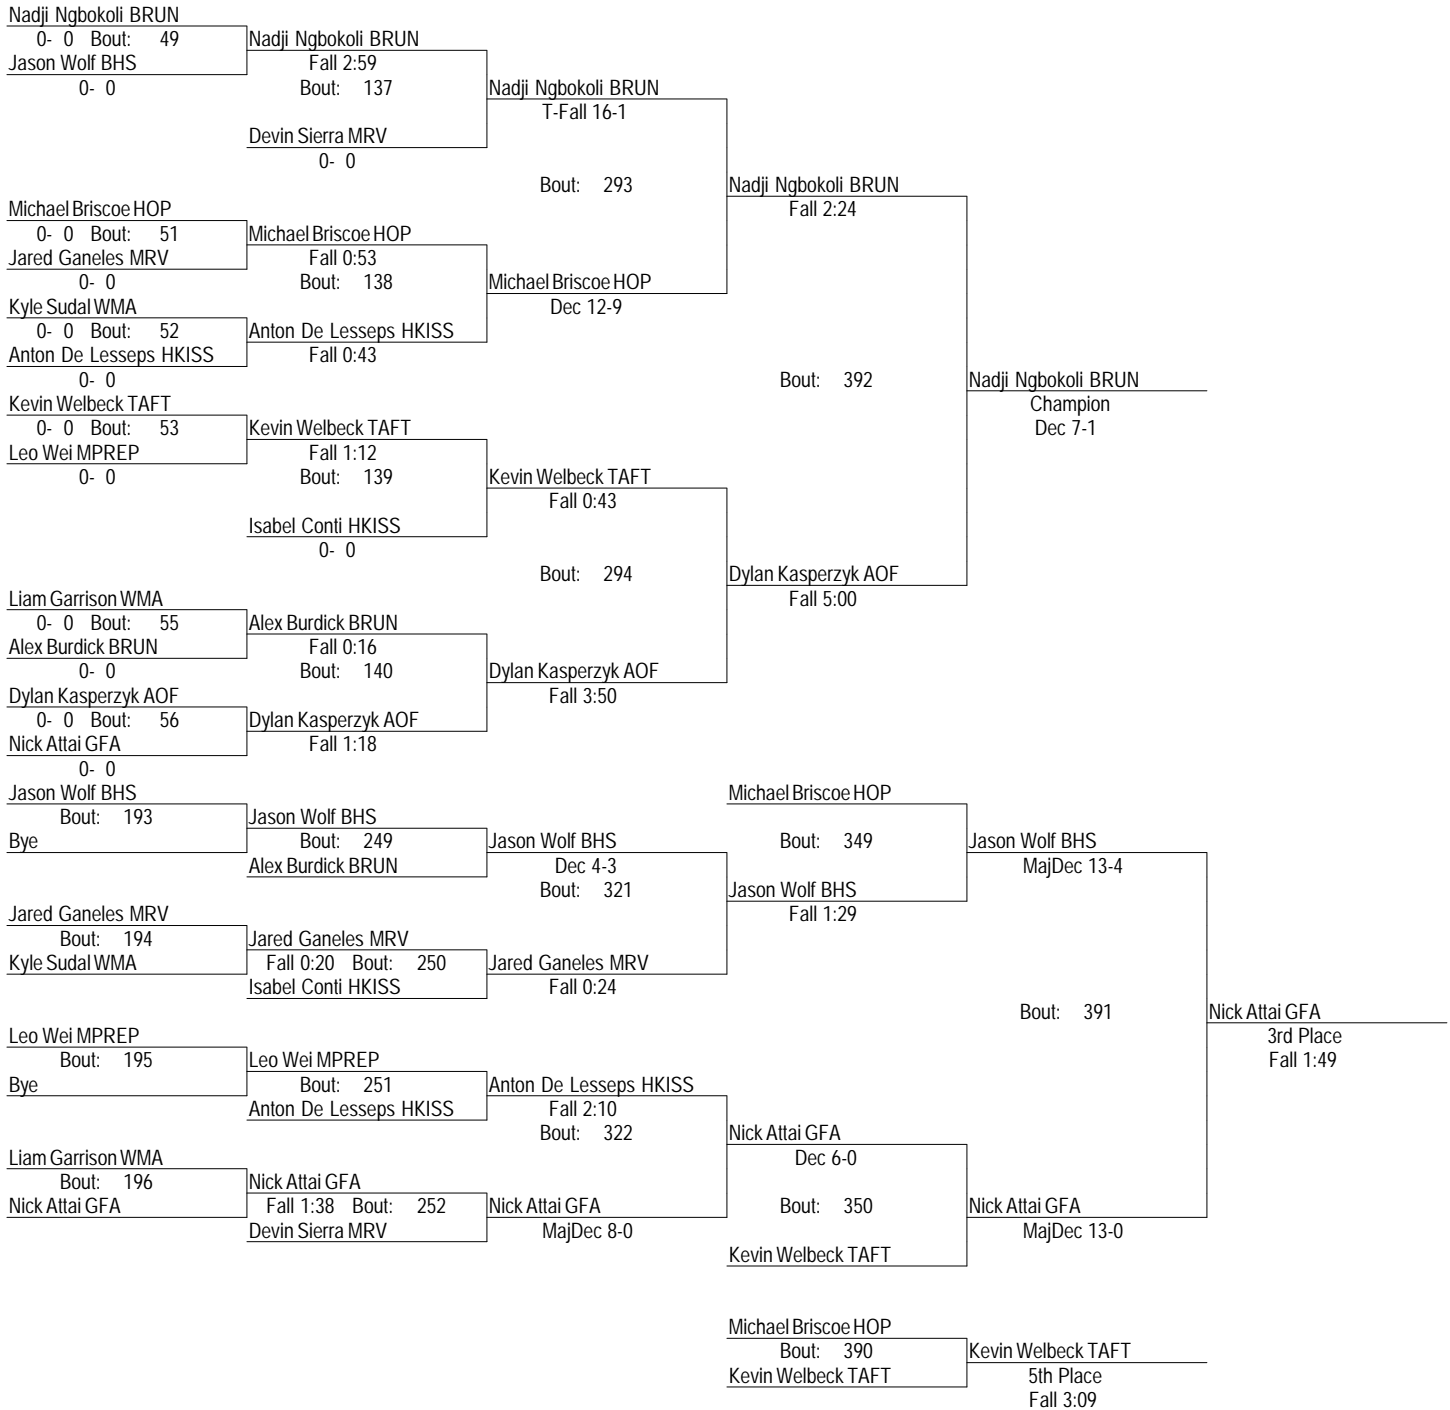 Nadji Ngbokoli BRUN
0- 0 Bout: 49 Nadji Ngbokoli BRUN
Jason Wolf BHS Fall 2:59
0- 0 Bout: 137 Nadji Ngbokoli BRUN
T-Fall 16-1
Devin Sierra MRV
0- 0
Bout: 293 Nadji Ngbokoli BRUN
Michael Briscoe HOP Fall 2:24
0- 0 Bout: 51 Michael Briscoe HOP
Jared Ganeles MRV Fall 0:53
0- 0 Bout: 138 Michael Briscoe HOP
Kyle Sudal WMA Dec 12-9
0- 0 Bout: 52 Anton De Lesseps HKISS
Anton De Lesseps HKISS Fall 0:43
0- 0 Bout: 392 Nadji Ngbokoli BRUN
Kevin Welbeck TAFT Champion
0- 0 Bout: 53 Kevin Welbeck TAFT Dec 7-1
Leo Wei MPREP Fall 1:12
0- 0 Bout: 139 Kevin Welbeck TAFT
Fall 0:43
Isabel Conti HKISS
0- 0
Bout: 294 Dylan Kasperzyk AOF
Liam Garrison WMA Fall 5:00
0- 0 Bout: 55 Alex Burdick BRUN
Alex Burdick BRUN Fall 0:16
0- 0 Bout: 140 Dylan Kasperzyk AOF
Dylan Kasperzyk AOF Fall 3:50
0- 0 Bout: 56 Dylan Kasperzyk AOF
Nick Attai GFA Fall 1:18
0- 0
Jason Wolf BHS Michael Briscoe HOP
Bout: 193 Jason Wolf BHS
Bye Bout: 249 Jason Wolf BHS Bout: 349 Jason Wolf BHS
Alex Burdick BRUN Dec 4-3 MajDec 13-4
Bout: 321 Jason Wolf BHS
Jared Ganeles MRV Fall 1:29
Bout: 194 Jared Ganeles MRV
Kyle Sudal WMA Fall 0:20 Bout: 250 Jared Ganeles MRV
Isabel Conti HKISS Fall 0:24
Bout: 391 Nick Attai GFA
Leo Wei MPREP 3rd Place
Bout: 195 Leo Wei MPREP Fall 1:49
Bye Bout: 251 Anton De Lesseps HKISS
Anton De Lesseps HKISS Fall 2:10
Bout: 322 Nick Attai GFA
Liam Garrison WMA Dec 6-0
Bout: 196 Nick Attai GFA
Nick Attai GFA Fall 1:38 Bout: 252 Nick Attai GFA Bout: 350 Nick Attai GFA
Devin Sierra MRV MajDec 8-0 MajDec 13-0
Kevin Welbeck TAFT
Michael Briscoe HOP
Bout: 390 Kevin Welbeck TAFT
Kevin Welbeck TAFT 5th Place
Fall 3:09